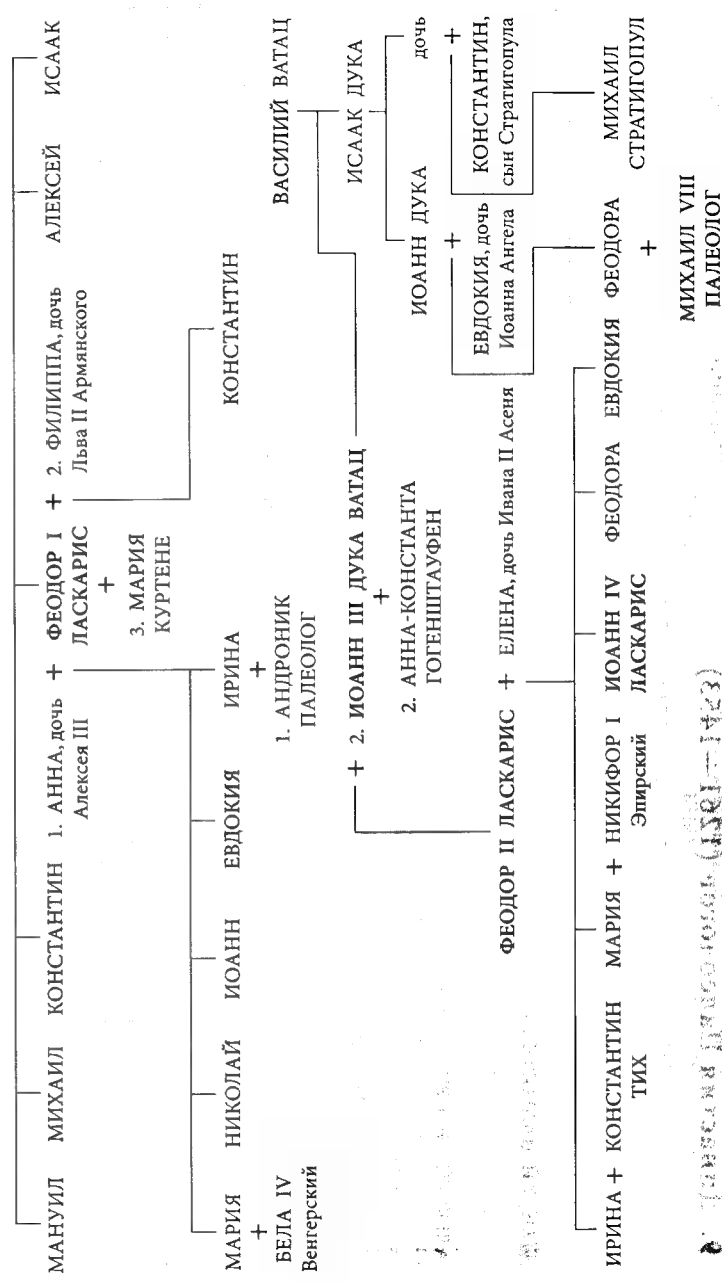 МАНУИЛ МИХАИЛ КОНСТАНТИН 1. АННА, дочь + ФЕОДОР I + 2. ФИЛИППА, дочь АЛЕКСЕЙ ИСААК
Алексея III ЛАСКАРИС Льва II Армянского
+
3. МАРИЯ
КУРТЕНЕ
МАРИЯ НИКОЛАЙ ИОАНН ЕВДОКИЯ ИРИНА КОНСТАНТИН
+ +
БЕЛА IV 1. АНДРОНИК
Венгерский ПАЛЕОЛОГ
ВАСИЛИЙ ВАТАЦ
+ 2. ИОАНН III ДУКА ВАТАЦ ИСААК ДУКА
+
2. АННА-КОНСТАНТА
ГОГЕНШТАУФЕН
ИОАНН ДУКА дочь
+ +
ЕВДОКИЯ, дочь КОНСТАНТИН,
Иоанна Ангела сын Стратигопула
ФЕОДОР II ЛАСКАРИС + ЕЛЕНА, дочь Ивана II Асеня
ИРИНА + КОНСТАНТИН МАРИЯ + НИКИФОР I ИОАНН IV ФЕОДОРА ЕВДОКИЯ ФЕОДОРА МИХАИЛ
ТИХ Эпирский ЛАСКАРИС + СТРАТИГОПУЛ
МИХАИЛ VIII
ПАЛЕОЛОГ